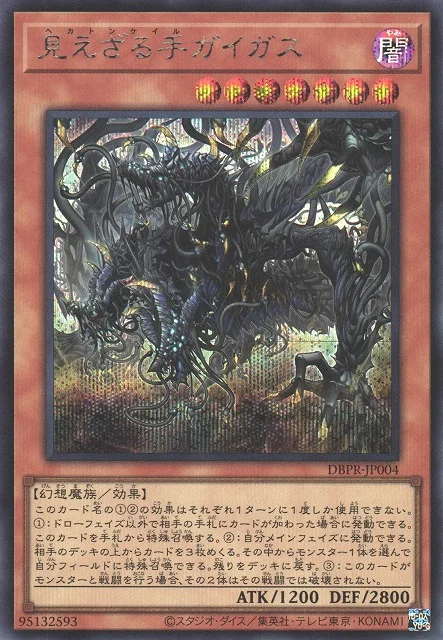 ヘカトンケイル
見えざる手ガイガス
やみ
闇
DBPR-JP004
【幻想魔族／効果】
このカード名の①②の効果はそれぞれ１ターンに１度しか使用できない。
①：ドローフェイズ以外で相手の手札にカードが加わった場合に発動できる。
このカードを手札から特殊召喚する。②：自分メインフェイズに発動できる。
相手のデッキの上からカードを３枚めくる。その中からモンスター１体を選んで
自分フィールドに特殊召喚できる。残りをデッキに戻す。③：このカードが
モンスターと戦闘を行う場合、その２体はその戦闘では破壊されない。
ATK/1200 DEF/2800
95132593
©スタジオ・ダイス／集英社・テレビ東京・KONAMI